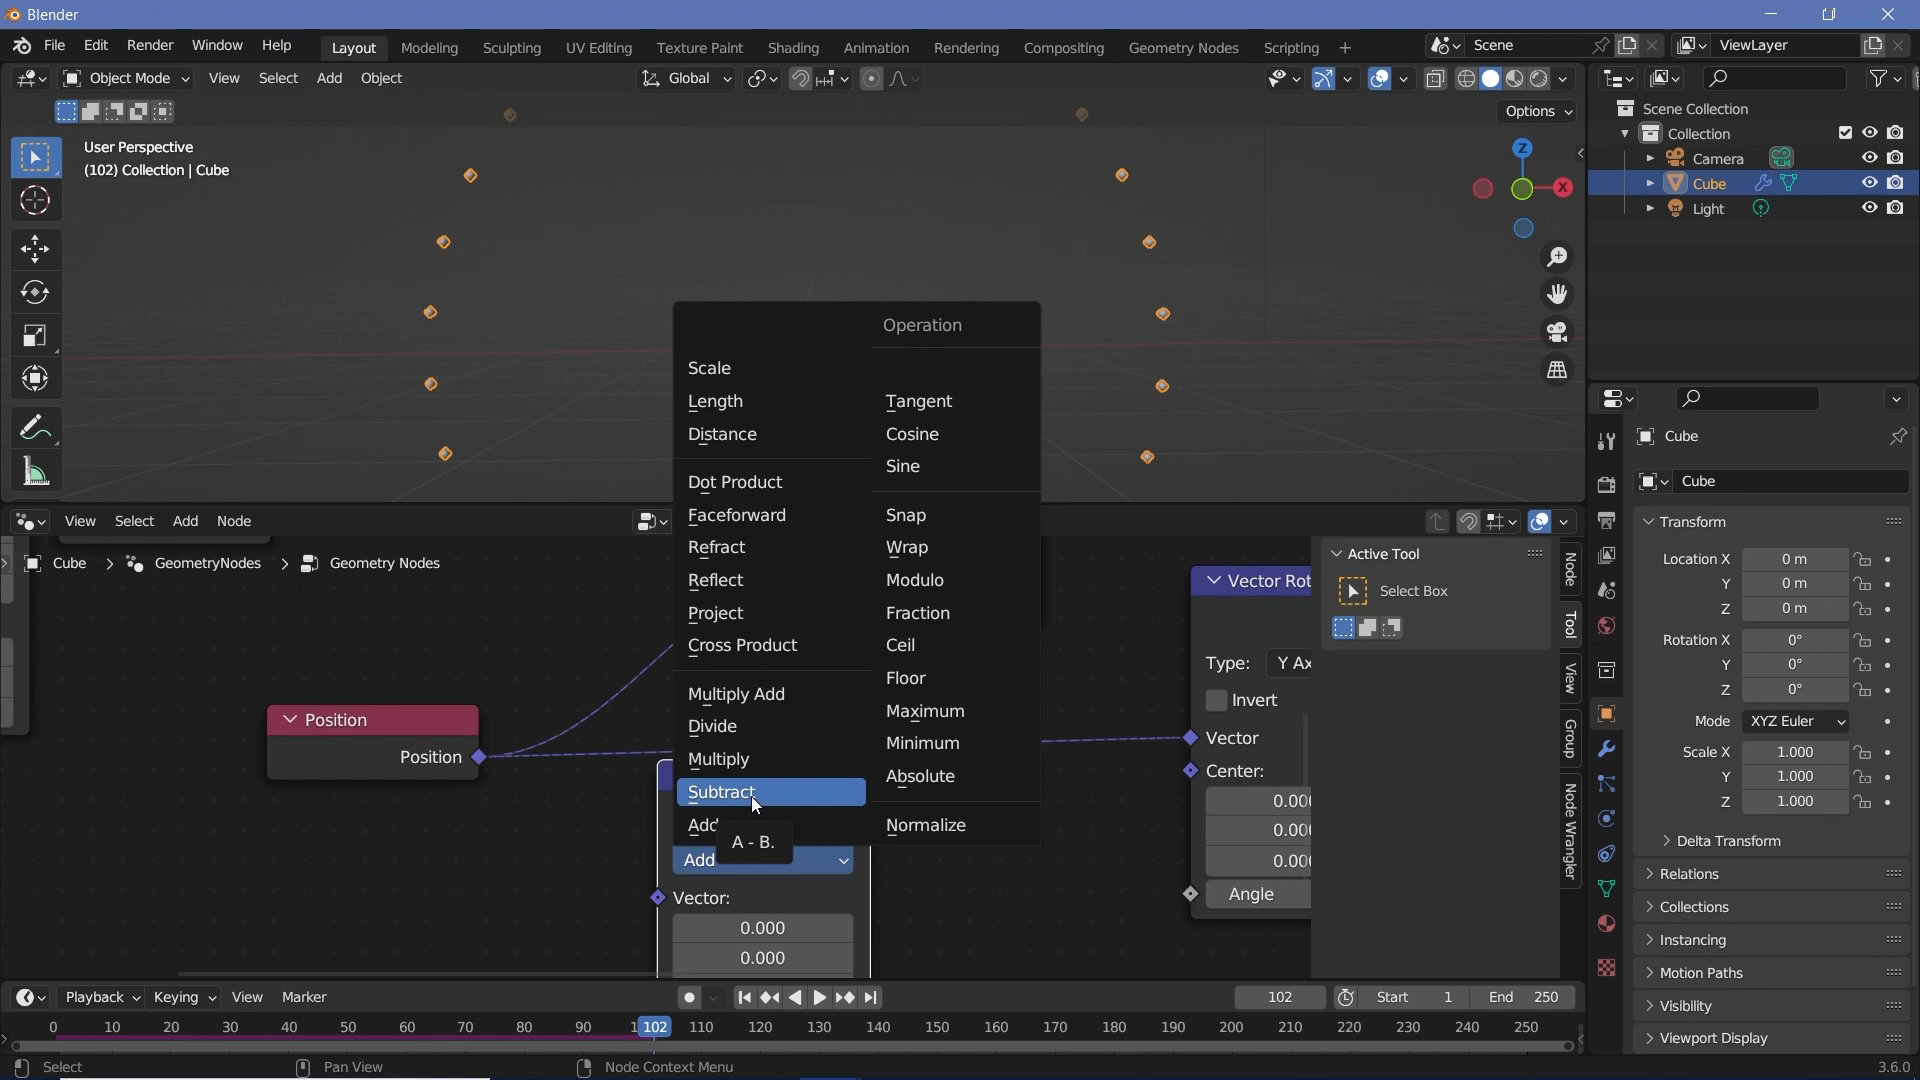 Blender
File Edit Render Window Help Layout Modeling Sculpting UV Editing Texture Paint Shading Animation Rendering Compositing Geometry Nodes Scripting + Scene ViewLayer
Object Mode View Select Add Object Global
Options
User Perspective
(102) Collection | Cube
Z
X
Scene Collection
Collection
Camera
Cube
Light
Operation
Scale
Length Tangent
Distance Cosine
Sine
Dot Product
Faceforward Snap
Refract Wrap
Reflect Modulo
Project Fraction
Cross Product Ceil
Floor
Multiply Add Maximum
Divide Minimum
Multiply Absolute
Subtract
Add Normalize
A - B.
Add
Vector:
0.000
0.000
View Select Add Node
Cube > GeometryNodes > Geometry Nodes
Position
Position
Vector Rot
Type: Y Ax
Invert
Vector
Center:
0.00
0.00
0.00
Angle
Active Tool
Select Box
Node
Tool
View
Group
Node Wrangler
Cube
Cube
Transform
Location X 0 m
Y 0 m
Z 0 m
Rotation X 0°
Y 0°
Z 0°
Mode XYZ Euler
Scale X 1.000
Y 1.000
Z 1.000
Delta Transform
Relations
Collections
Instancing
Motion Paths
Visibility
Viewport Display
Playback Keying View Marker 102 Start 1 End 250
0 10 20 30 40 50 60 70 80 90 1 102 110 120 130 140 150 160 170 180 190 200 210 220 230 240 250
Select Pan View Node Context Menu 3.6.0